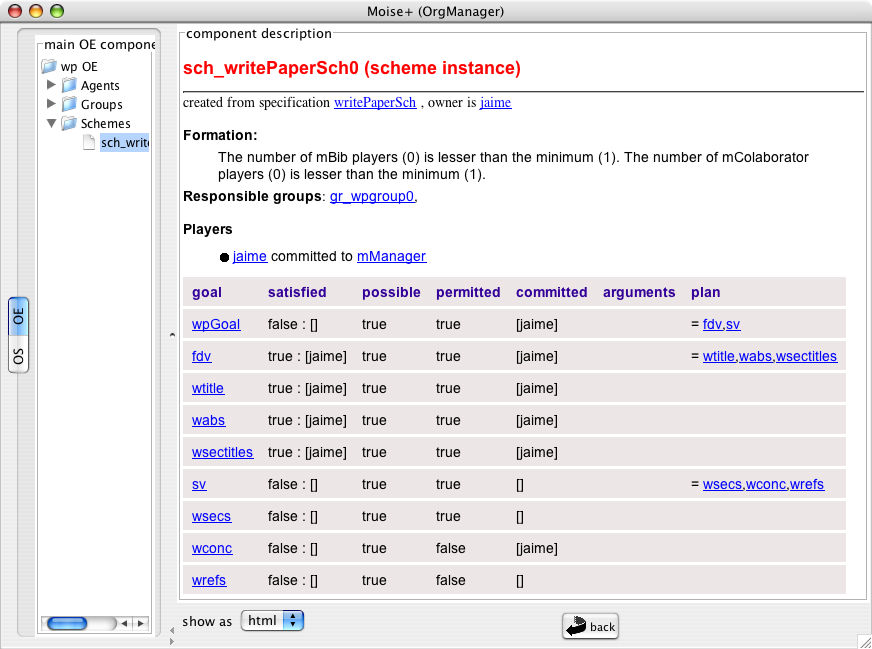 Moise+ (OrgManager)
main OE compone
wp OE
Agents
Groups
Schemes
sch_write
OE
OS
component description
sch_writePaperSch0 (scheme instance)
created from specification writePaperSch , owner is jaime
Formation:
The number of mBib players (0) is lesser than the minimum (1). The number of mColaborator
players (0) is lesser than the minimum (1).
Responsible groups: gr_wpgroup0,
Players
jaime committed to mManager
goal satisfied possible permitted committed arguments plan
wpGoal false : [] true true [jaime] = fdv,sv
fdv true : [jaime] true true [jaime] = wtitle,wabs,wsectitles
wtitle true : [jaime] true true [jaime]
wabs true : [jaime] true true [jaime]
wsectitles true : [jaime] true true [jaime]
sv false : [] true true [] = wsecs,wconc,wrefs
wsecs false : [] true true []
wconc false : [] true false [jaime]
wrefs false : [] true false []
show as html
back